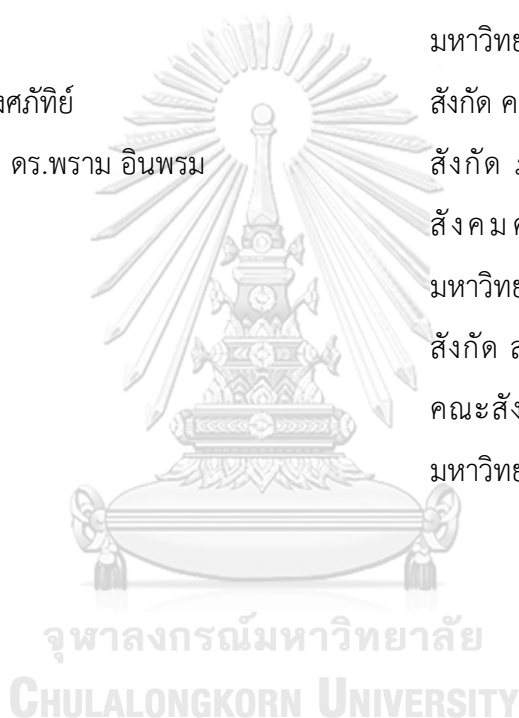 มหาวิทย
งศภัทิย์
สังกัด ค
ดร.พราม อินพรม
สังกัด
สังคม
มหาวิทย
สังกัด ส
คณะสัง
มหาวิทย
จุฬาลงกรณ์มหาวิทยาลัย
CHULALONGKORN UNIVERSITY